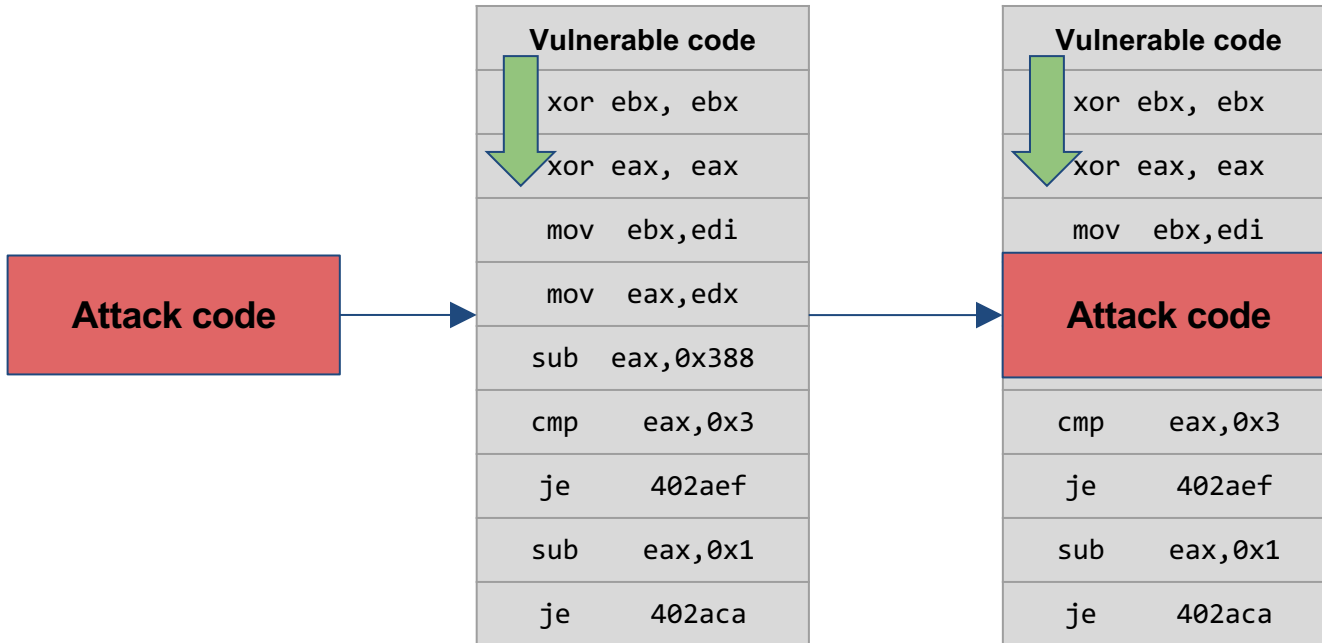 Attack code
Vulnerable code
xor ebx, ebx
xor eax, eax
mov ebx,edi
mov eax,edx
sub eax,0x388
cmp eax,0x3
je 402aef
sub eax,0x1
je 402aca
Vulnerable code
xor ebx, ebx
xor eax, eax
mov ebx,edi
Attack code
cmp eax,0x3
je 402aef
sub eax,0x1
je 402aca